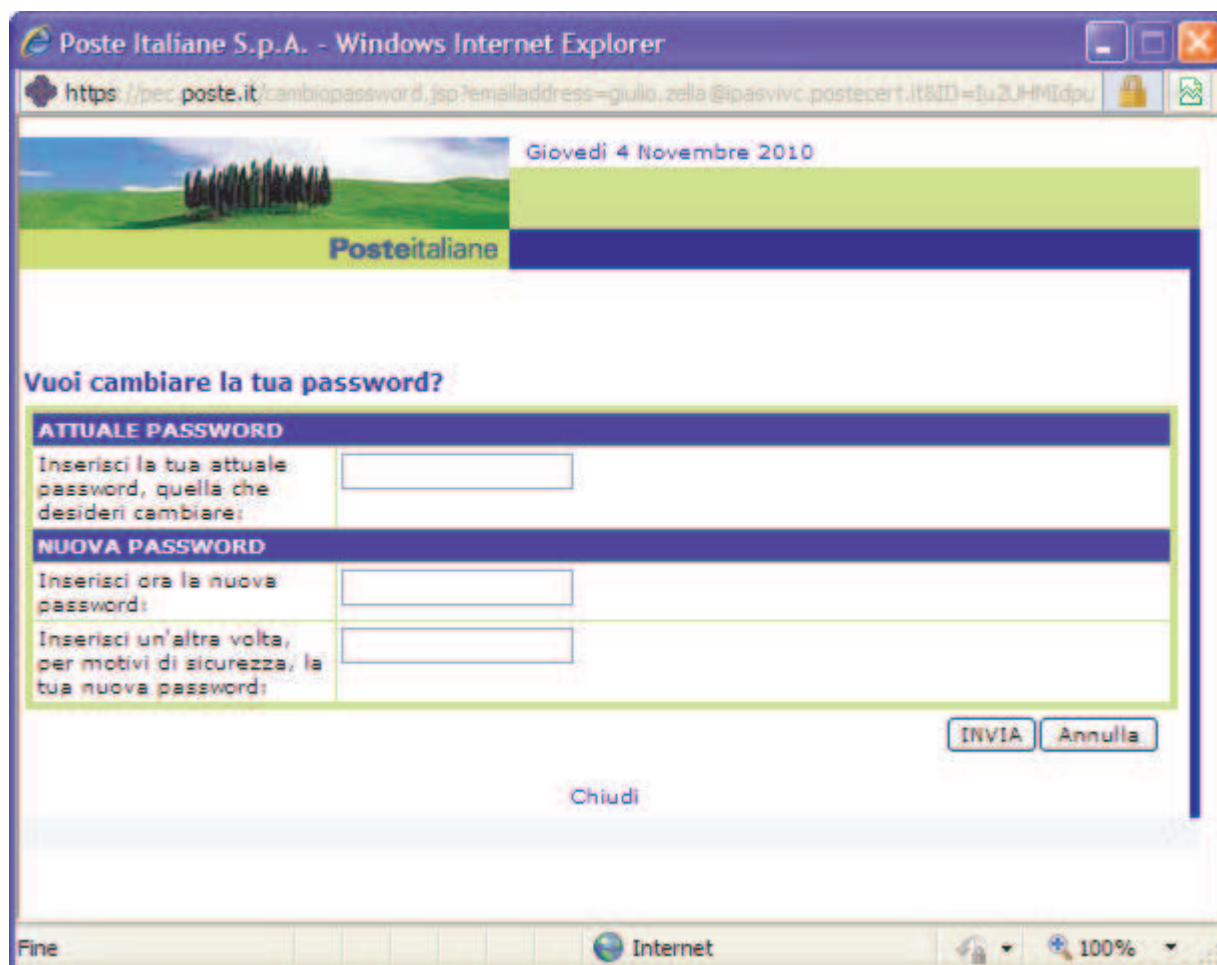 Poste Italiane S.p.A. - Windows Internet Explorer
https://pec.poste.it/cambiopassword.jsp?emailaddress=giulio.zella@ipasvivc.postecert.it&ID=Iu2UHMIdpu
Giovedì 4 Novembre 2010
Posteitaliane
Vuoi cambiare la tua password?
ATTUALE PASSWORD
Inserisci la tua attuale
password, quella che
desideri cambiare:
NUOVA PASSWORD
Inserisci ora la nuova
password:
Inserisci un'altra volta,
per motivi di sicurezza, la
tua nuova password:
INVIA Annulla
Chiudi
Fine Internet 100%